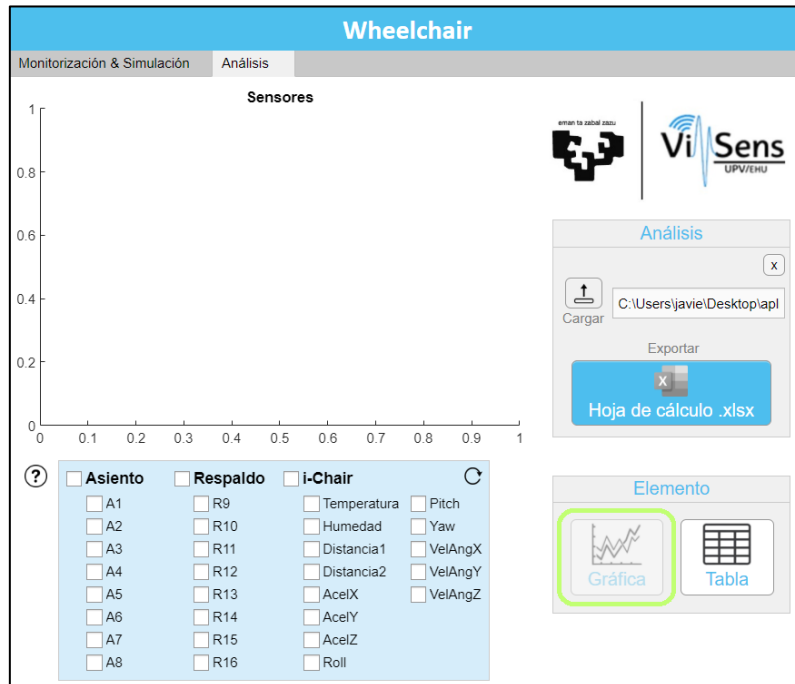 Wheelchair
Monitorización & Simulación Análisis
Sensores
1
0.8
0.6
0.4
0.2
0
0 0.1 0.2 0.3 0.4 0.5 0.6 0.7 0.8 0.9 1
eman ta zabal zazu
ViSens
UPV/EHU
Análisis
x
Cargar
C:\Users\javie\Desktop\apl
Exportar
X
Hoja de cálculo .xlsx
? Asiento Respaldo i-Chair
A1 R9 Temperatura Pitch
A2 R10 Humedad Yaw
A3 R11 Distancia1 VelAngX
A4 R12 Distancia2 VelAngY
A5 R13 AcelX VelAngZ
A6 R14 AcelY
A7 R15 AcelZ
A8 R16 Roll
Elemento
Gráfica Tabla